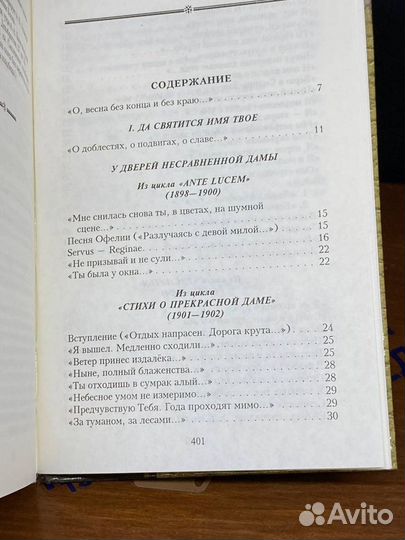 СОДЕРЖАНИЕ
«О, весна без конца и без краю...» 7
I. ДА СВЯТИТСЯ ИМЯ ТВОЕ
«О доблестях, о подвигах, о славе...» 11
У ДВЕРЕЙ НЕСРАВНЕННОЙ ДАМЫ
Из цикла «ANTE LUCEM»
(1898—1900)
«Мне снилась снова ты, в цветах, на шумной
сцене...» 15
Песня Офелии («Разлучаясь с девой милой...») 15
Servus — Reginae 16
«Не призывай и не сули...» 22
«Ты была у окна...» 22
Из цикла
«СТИХИ О ПРЕКРАСНОЙ ДАМЕ»
(1901—1902)
Вступление («Отдых напрасен. Дорога крута...») 24
«Я вышел. Медленно сходили...» 25
«Ветер принес издалёка...» 25
«Ныне, полный блаженства...» 28
«Ты отходишь в сумрак алый...» 28
«Небесное умом не измеримо...» 29
«Предчувствую Тебя. Года проходят мимо...» 29
«За туманом, за лесами...» 30
401
Avito